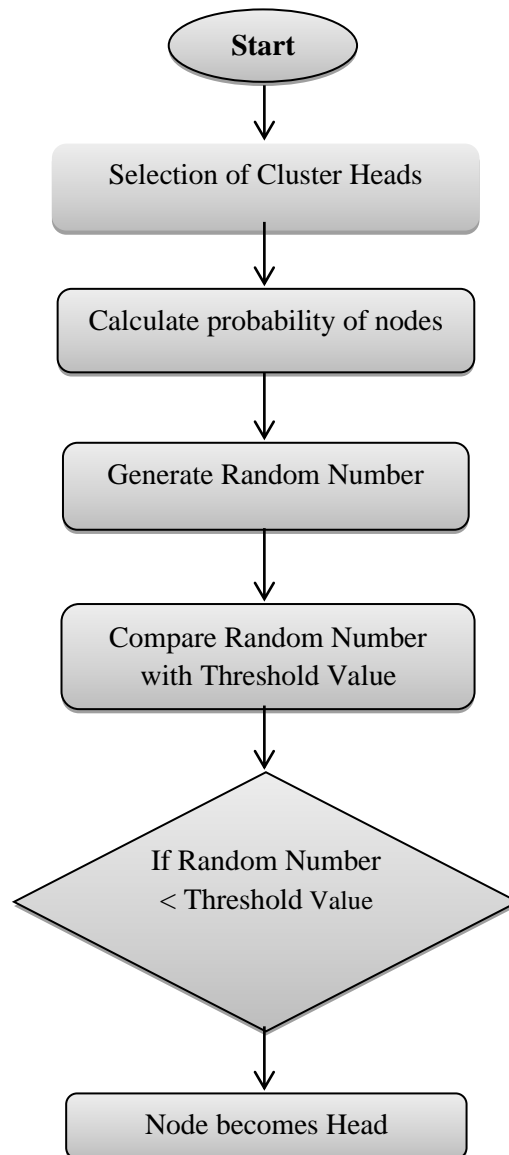 Start
Selection of Cluster Heads
Calculate probability of nodes
Generate Random Number
Compare Random Number
with Threshold Value
If Random Number
< Threshold Value
Node becomes Head